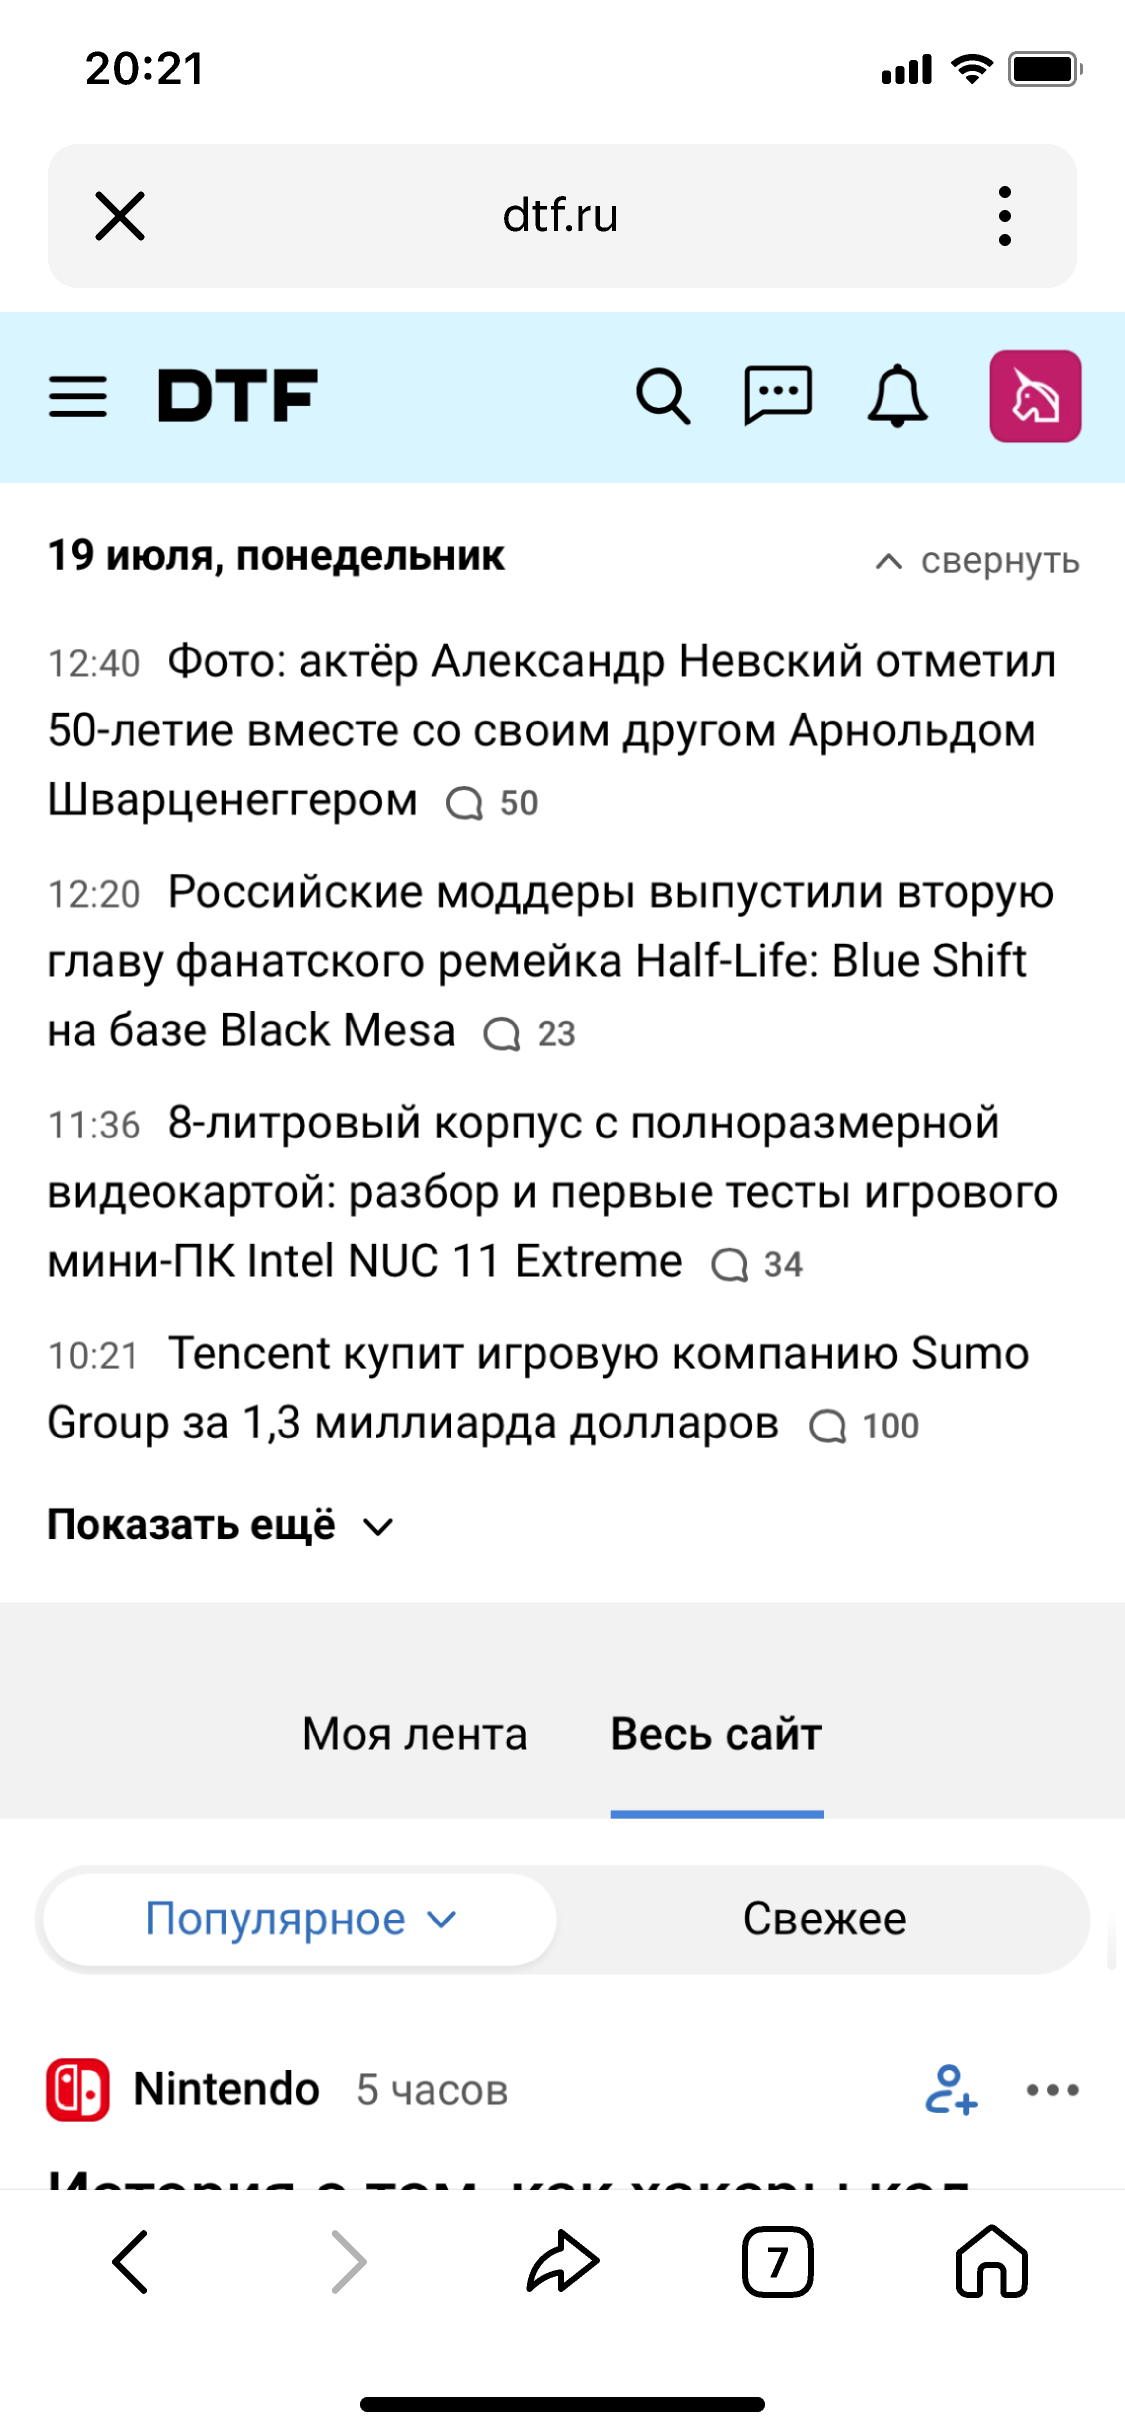 20:21
dtf.ru
DTF
19 июля, понедельник
свернуть
12:40 Фото: актёр Александр Невский отметил
50-летие вместе со своим другом Арнольдом
Шварценеггером 50
12:20 Российские моддеры выпустили вторую
главу фанатского ремейка Half-Life: Blue Shift
на базе Black Mesa 23
11:36 8-литровый корпус с полноразмерной
видеокартой: разбор и первые тесты игрового
мини-ПК Intel NUC 11 Extreme 34
10:21 Tencent купит игровую компанию Sumo
Group за 1,3 миллиарда долларов 100
Показать ещё
Моя лента Весь сайт
Популярное Свежее
Nintendo 5 часов
История о том, как хакеры
7